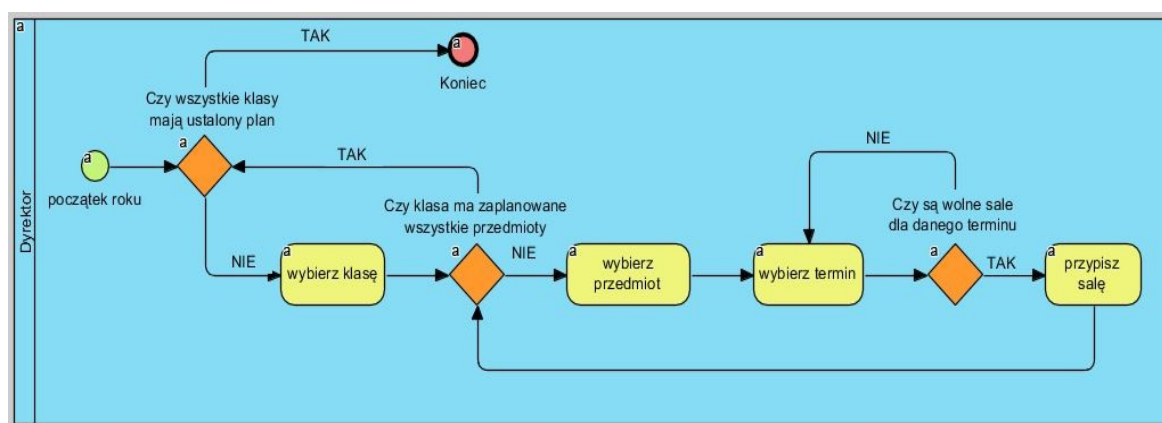 a
Dyrektor
TAK
a
Koniec
Czy wszystkie klasy
mają ustalony plan
a
a
początek roku
TAK
NIE
Czy klasa ma zaplanowane
wszystkie przedmioty
Czy są wolne sale
dla danego terminu
NIE
a
wybierz klasę
a
NIE
a
wybierz
przedmiot
a
wybierz termin
a
TAK
a
przypisz
salę